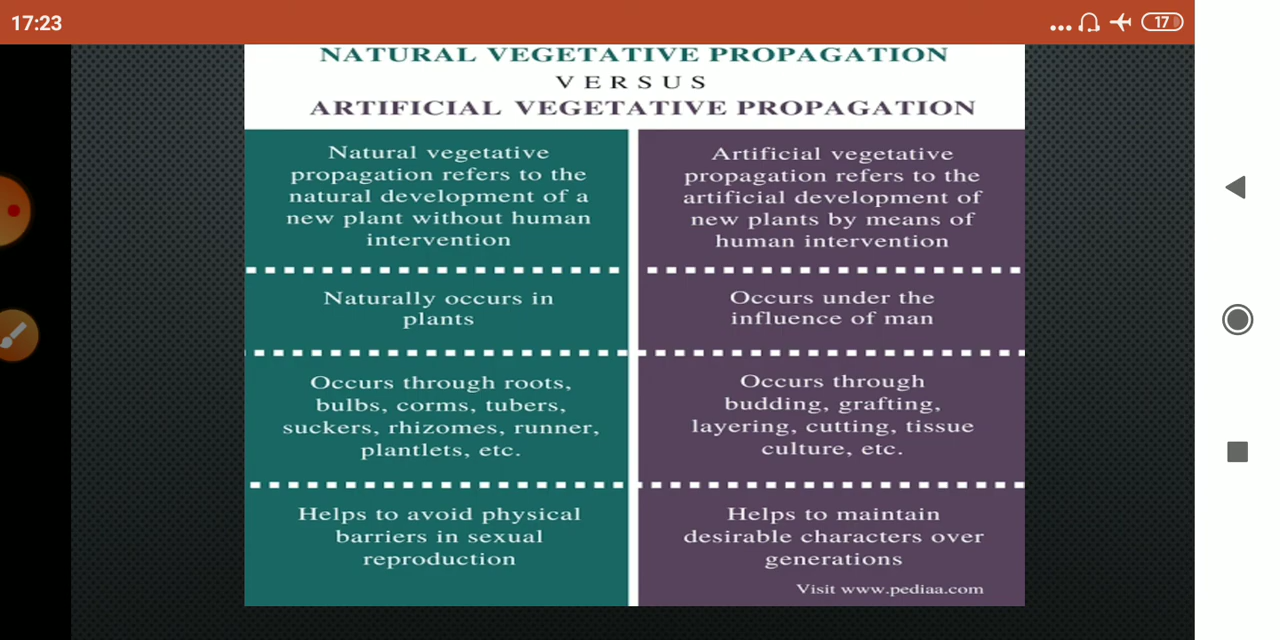 17:23
17
NATURAL VEGETATIVE PROPAGATION
VERSUS
ARTIFICIAL VEGETATIVE PROPAGATION
Natural vegetative
propagation refers to the
natural development of a
new plant without human
intervention
Artificial vegetative
propagation refers to the
artificial development of
new plants by means of
human intervention
Naturally occurs in
plants
Occurs under the
influence of man
Occurs through roots,
bulbs, corms, tubers,
suckers, rhizomes, runner,
plantlets, etc.
Occurs through
budding, grafting,
layering, cutting, tissue
culture, etc.
Helps to avoid physical
barriers in sexual
reproduction
Helps to maintain
desirable characters over
generations
Visit www.pediaa.com